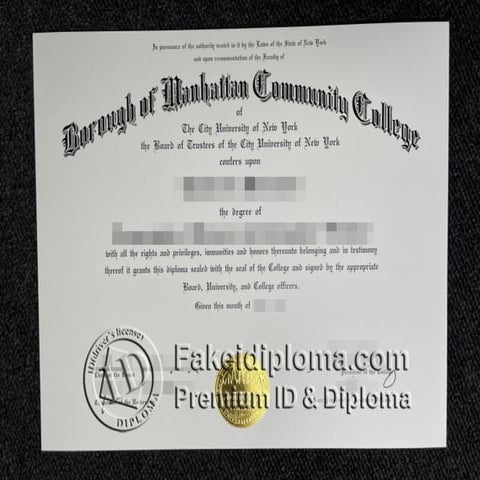 In pursuance of the authority vested in it by the Laws of the State of New York
and upon recommendation of the Faculty of
Borough of Manhattan Community College
of
The City University of New York
the Board of Trustees of the City University of New York
confers upon
the degree of
with all the rights and privileges, immunities and honors thereunto belonging and in testimony
thereof it grants this diploma sealed with the seal of the College and signed by the appropriate
Board, University, and College officers.
Given this month of
ID
DIPLOMA
Fakeidiploma.com
Premium ID & Diploma